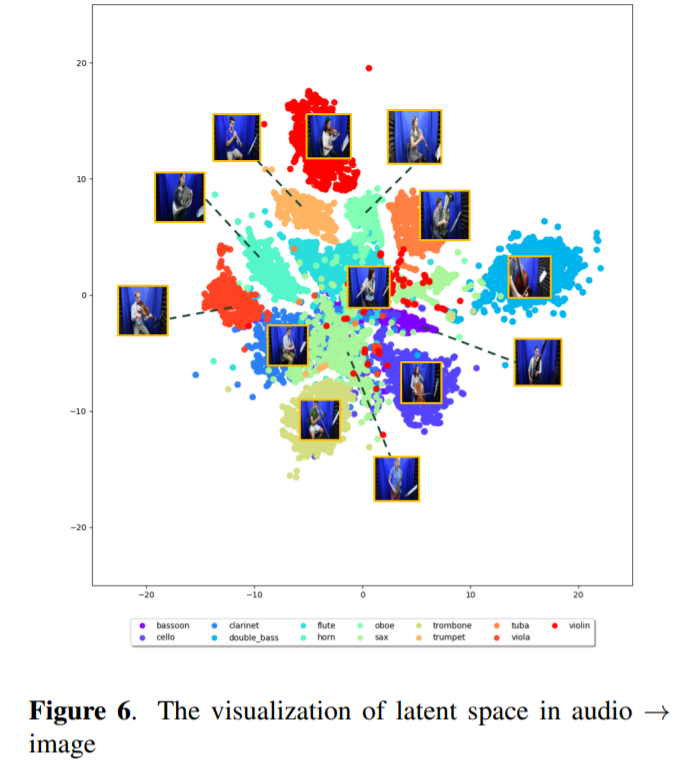 20
10
0
−10
−20
−20 −10 0 10 20
bassoon clarinet flute oboe trombone tuba violin
cello double_bass horn sax trumpet viola
Figure 6. The visualization of latent space in audio →
image